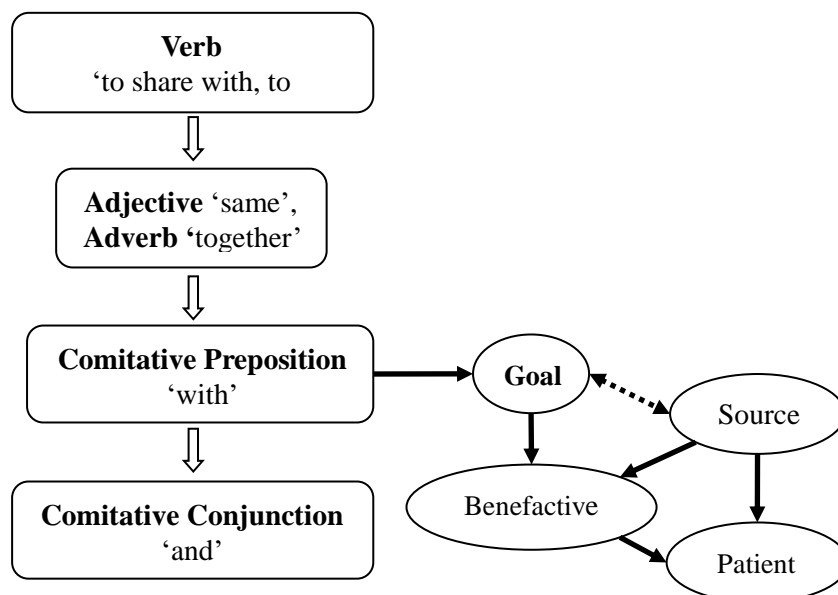 Verb
‘to share with, to
Adjective ‘same’,
Adverb ‘together’
Comitative Preposition
‘with’
Goal
Source
Comitative Conjunction
‘and’
Benefactive
Patient